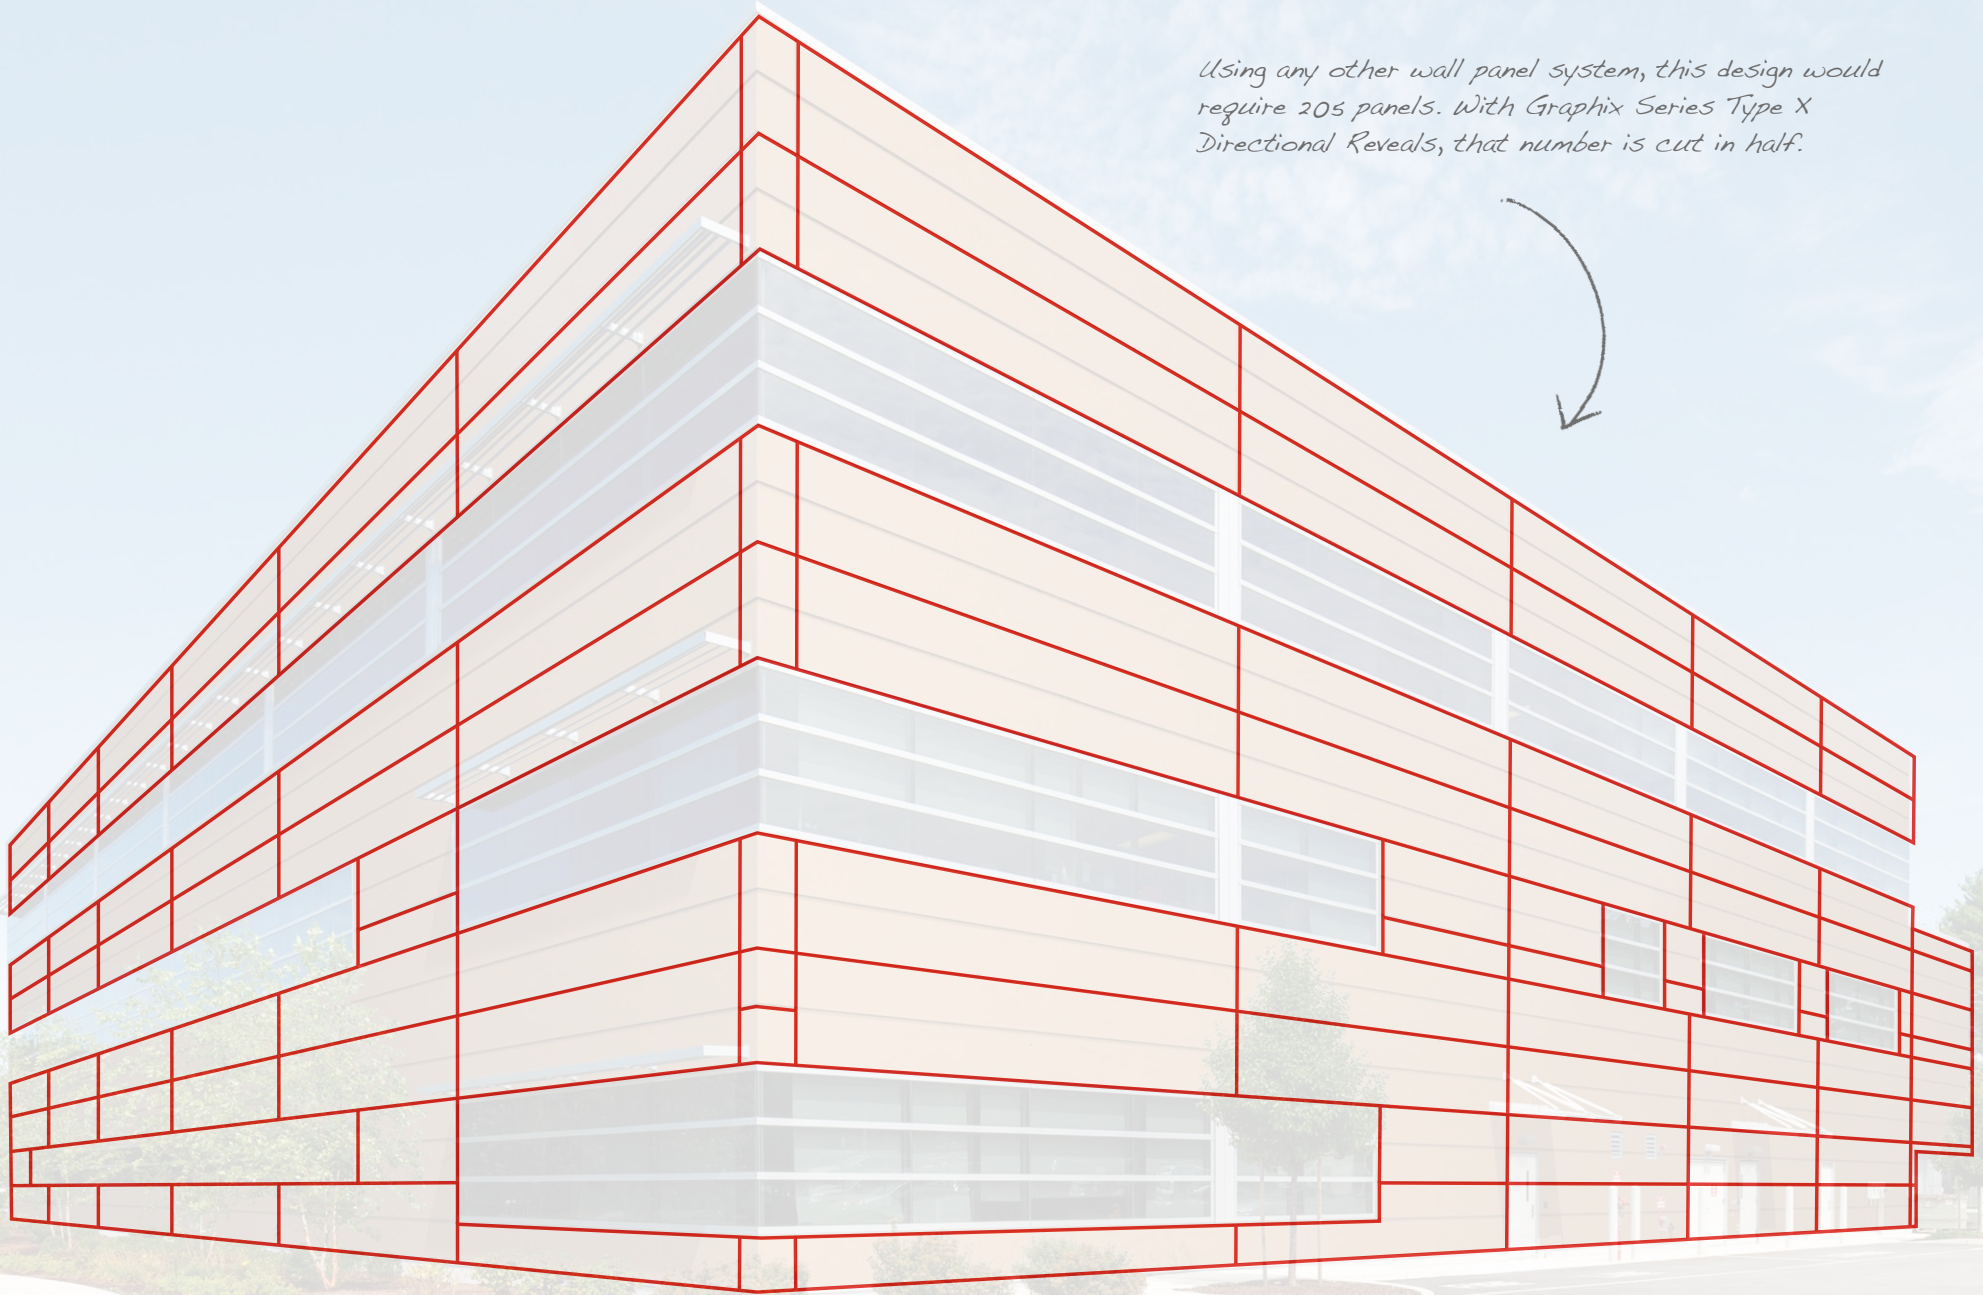 Using any other wall panel system, this design would
require 205 panels. With Graphix Series Type X
Directional Reveals, that number is cut in half.